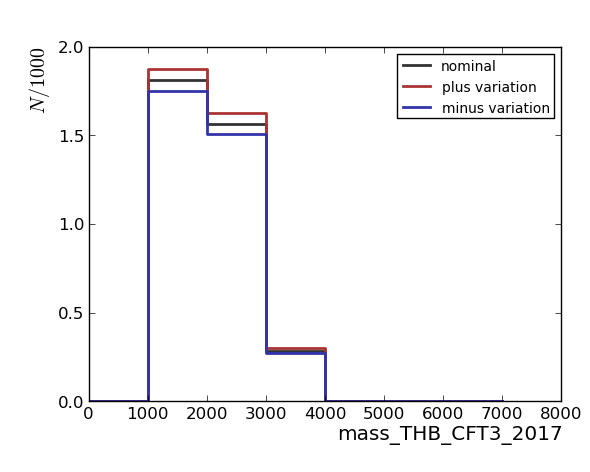 N/1000
2.0
1.5
1.0
0.5
0.0
nominal
plus variation
minus variation
0 1000 2000 3000 4000 5000 6000 7000 8000
mass_THB_CFT3_2017